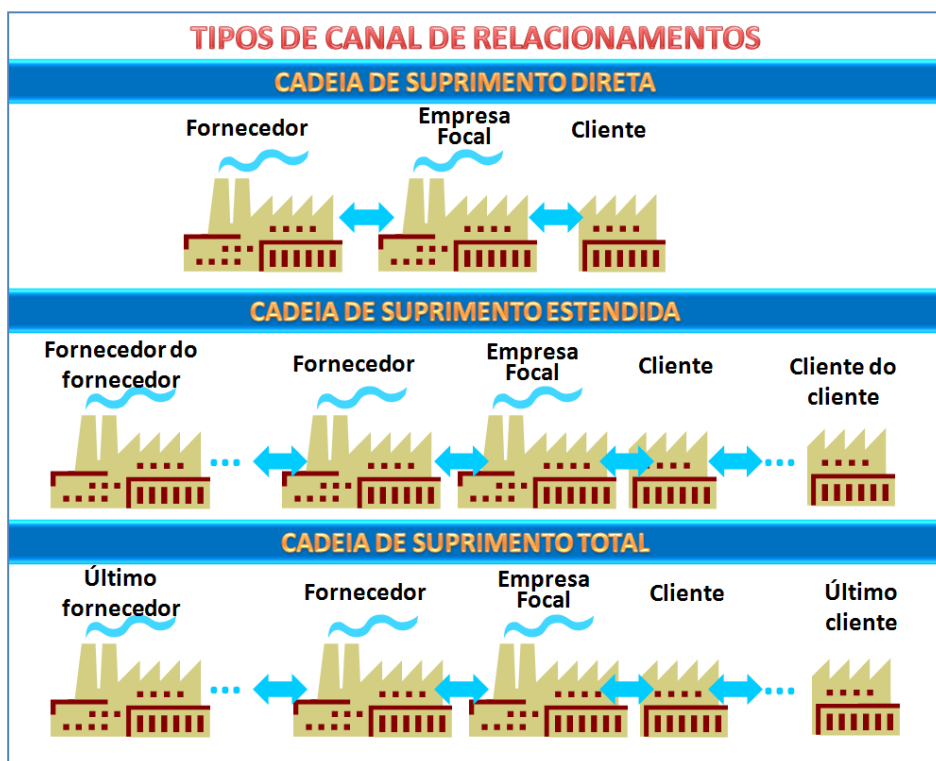 TIPOS DE CANAL DE RELACIONAMENTOS
CADEIA DE SUPRIMENTO DIRETA
Fornecedor
Empresa
Focal
Cliente
CADEIA DE SUPRIMENTO ESTENDIDA
Fornecedor do
fornecedor
Fornecedor
Empresa
Focal
Cliente
Cliente do
cliente
...
...
CADEIA DE SUPRIMENTO TOTAL
Último
fornecedor
Fornecedor
Empresa
Focal
Cliente
Último
cliente
...
...